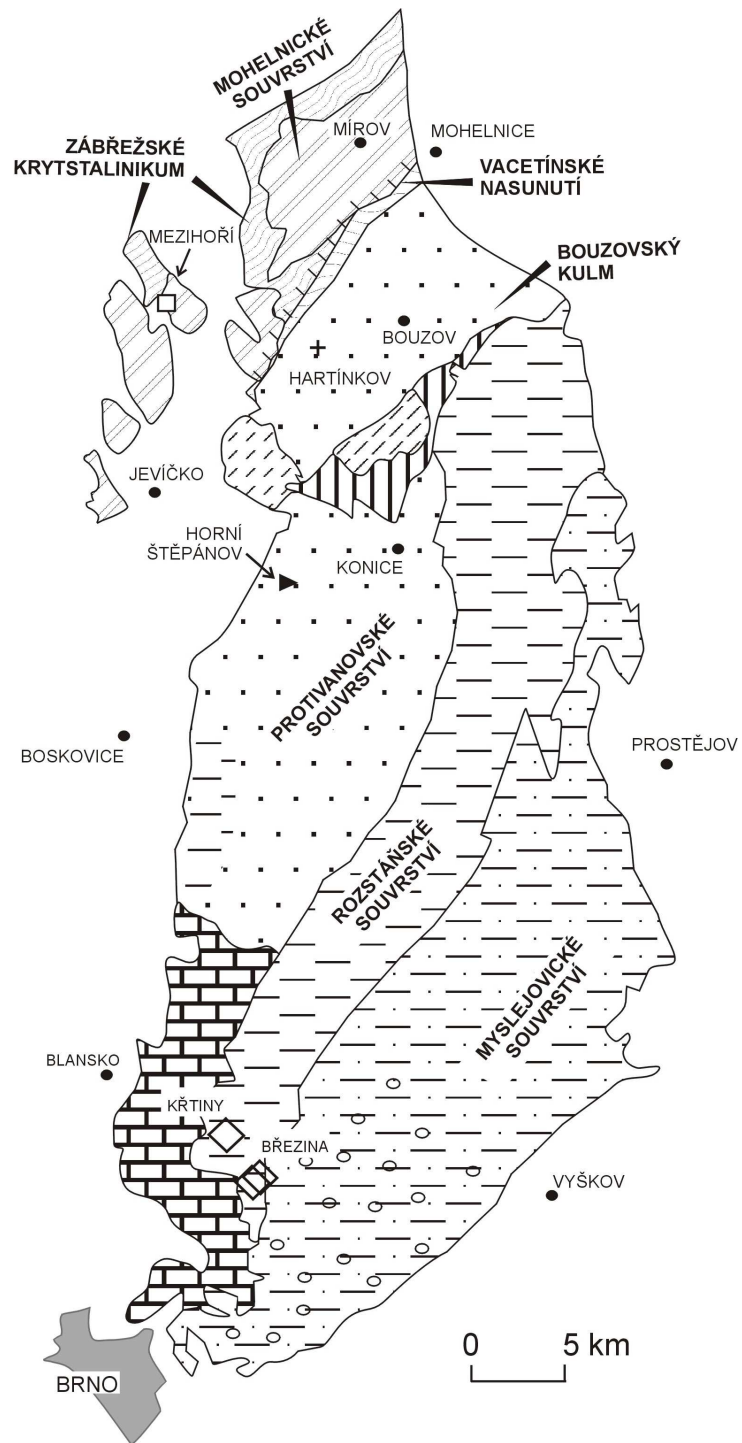 MOHELNICKÉ
SOUVRSTVÍ
MÍROV
MOHELNICE
ZÁBŘEŽSKÉ
KRYTSTALINIKUM
VACETÍNSKÉ
NASUNUTÍ
MEZIHOŘÍ
BOUZOVSKÝ
KULM
BOUZOV
HARTÍNKOV
JEVÍČKO
HORNÍ
ŠTĚPÁNOV
KONICE
PROTIVANOVSKÉ
SOUVRSTVÍ
BOSKOVICE
PROSTĚJOV
ROZSTÁŇSKÉ
SOUVRSTVÍ
MYSLEJOVICKÉ
SOUVRSTVÍ
BLANSKO
KŘTINY
BŘEZINA
VYŠKOV
0 5 km
BRNO